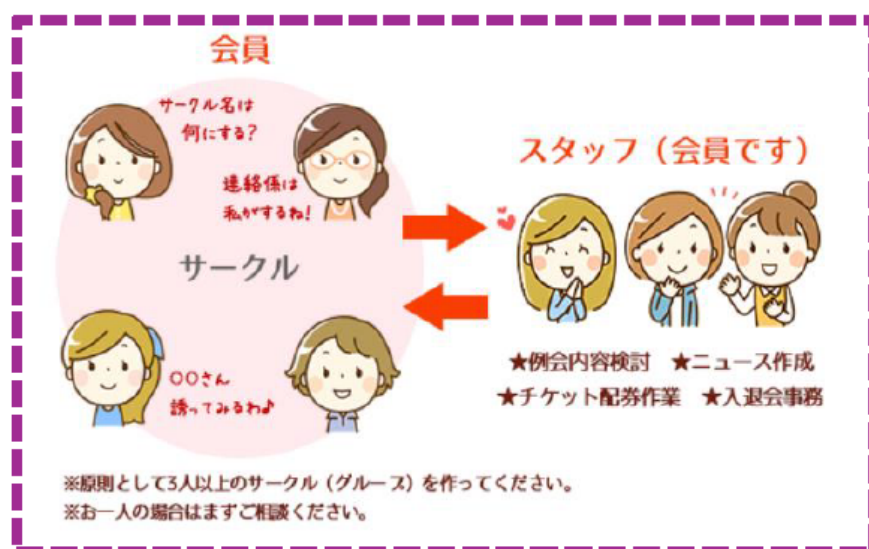 会員
サークル名は
何にする?
連絡係は
私がするね!
サークル
○○さん
誘ってみるわ♪
スタッフ（会員です）
★例会内容検討 ★ニュース作成
★チケット配券作業 ★入退会事務
※原則として3人以上のサークル（グループ）を作ってください。
※お一人の場合はまずご相談ください。